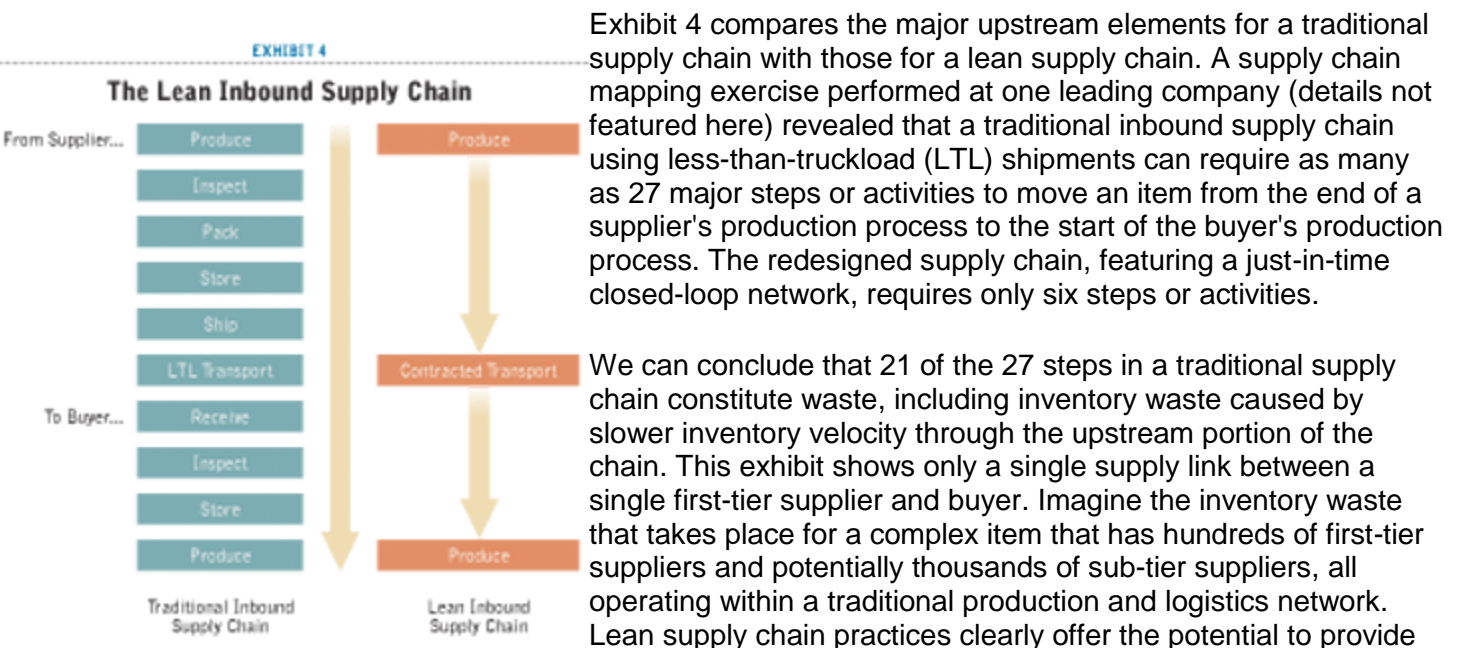 EXHIBIT 4
The Lean Inbound Supply Chain
From Supplier...
Produce
Inspect
Pack
Store
Ship
LTL Transport
To Buyer...
Receive
Inspect
Store
Produce
Traditional Inbound
Supply Chain
Produce
Contracted Transport
Produce
Lean Inbound
Supply Chain
Exhibit 4 compares the major upstream elements for a traditional
supply chain with those for a lean supply chain. A supply chain
mapping exercise performed at one leading company (details not
featured here) revealed that a traditional inbound supply chain
using less-than-truckload (LTL) shipments can require as many
as 27 major steps or activities to move an item from the end of a
supplier's production process to the start of the buyer's production
process. The redesigned supply chain, featuring a just-in-time
closed-loop network, requires only six steps or activities.
We can conclude that 21 of the 27 steps in a traditional supply
chain constitute waste, including inventory waste caused by
slower inventory velocity through the upstream portion of the
chain. This exhibit shows only a single supply link between a
single first-tier supplier and buyer. Imagine the inventory waste
that takes place for a complex item that has hundreds of first-tier
suppliers and potentially thousands of sub-tier suppliers, all
operating within a traditional production and logistics network.
Lean supply chain practices clearly offer the potential to provide